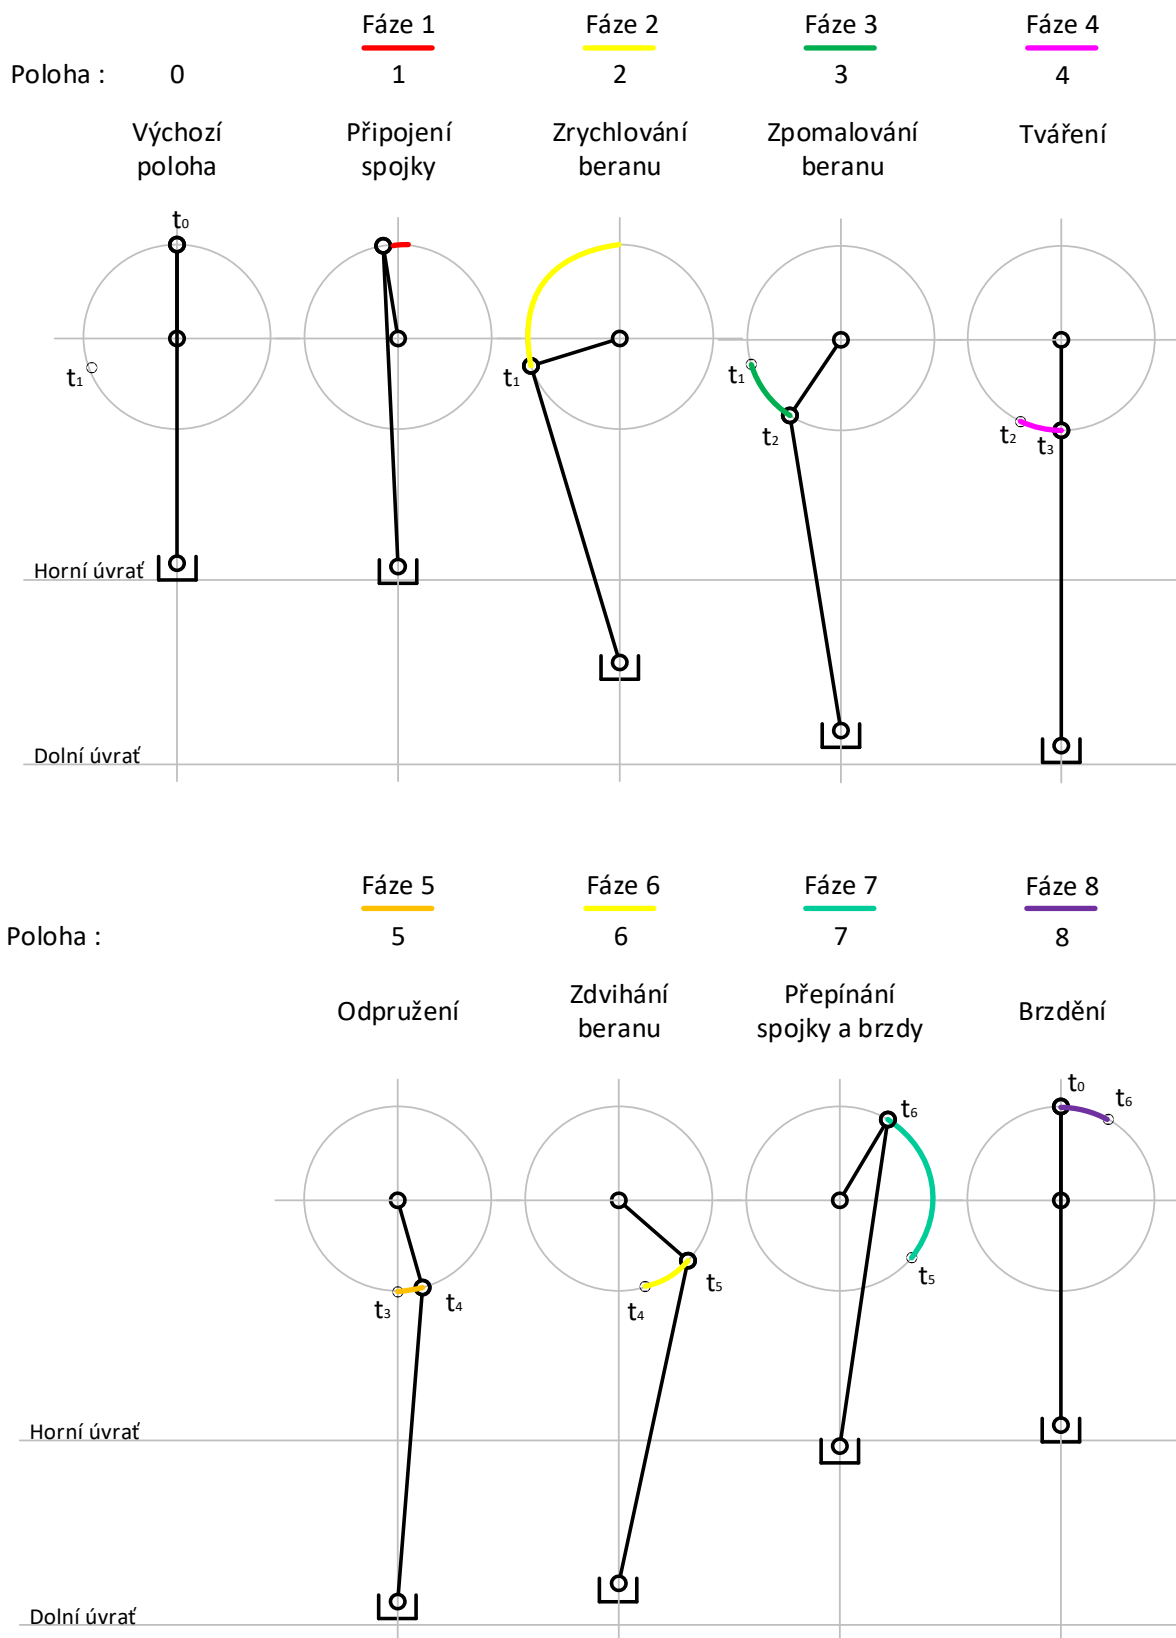 Fáze 1 Fáze 2 Fáze 3 Fáze 4
Poloha : 0 1 2 3 4
Výchozí Připojení Zrychlování Zpomalování Tváření
poloha spojky beranu beranu
t0
t1 t1 t1 t2 t2 t3
Horní úvrať
Dolní úvrať
Fáze 5 Fáze 6 Fáze 7 Fáze 8
Poloha : 5 6 7 8
Odpružení Zdvihání Přepínání Brzdění
beranu spojky a brzdy
t6 t0 t6
t3 t4 t4 t5 t5
Horní úvrať
Dolní úvrať